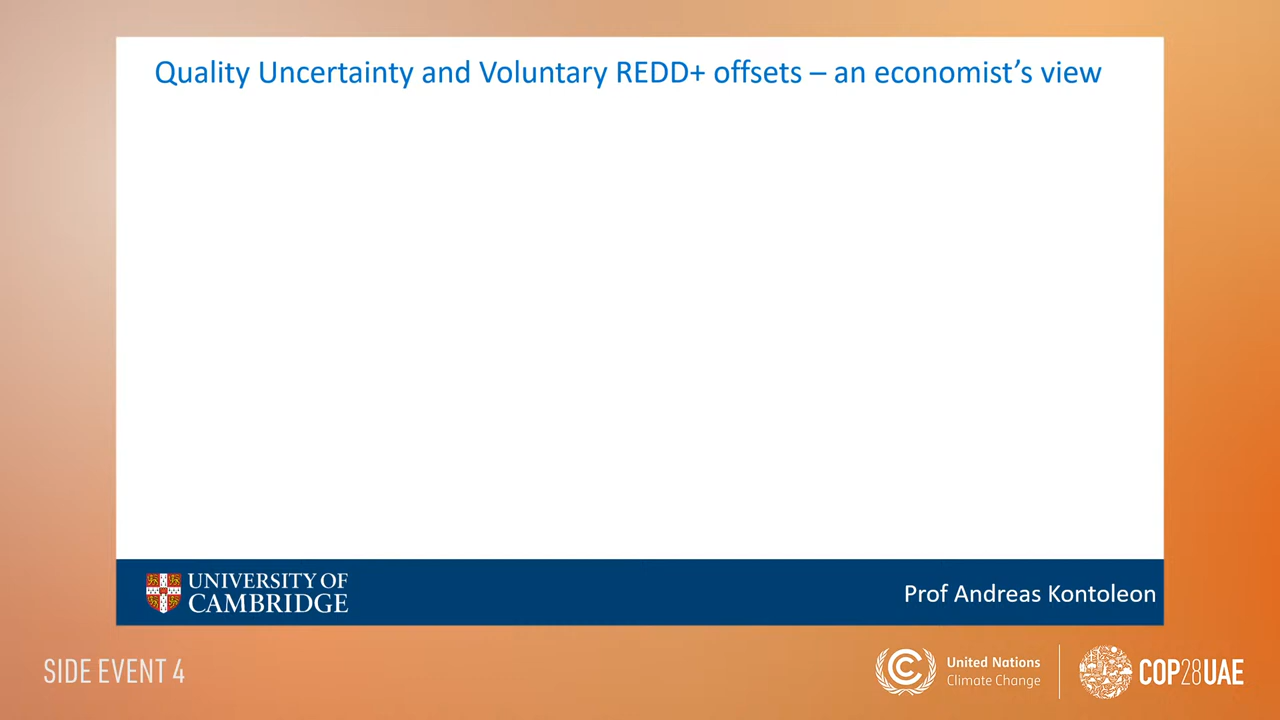 Quality Uncertainty and Voluntary REDD+ offsets – an economist’s view
UNIVERSITY OF
CAMBRIDGE
Prof Andreas Kontoleon
SIDE EVENT 4
United Nations
Climate Change
COP28UAE